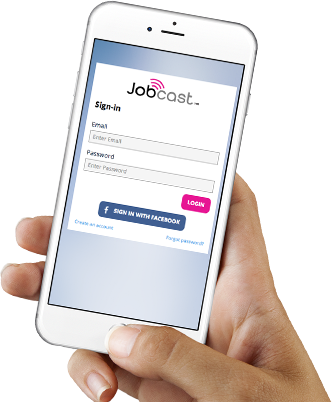 Jobcast™
Sign-in
Email
Enter Email
Password
Enter Password
LOGIN
f SIGN IN WITH FACEBOOK
Create an account
Forgot password?